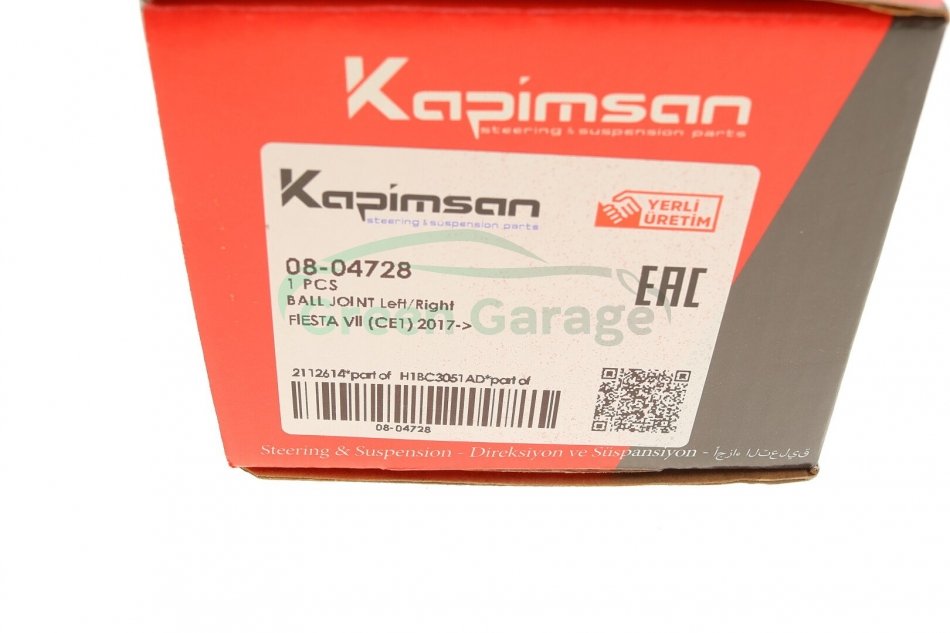 Kapimsan
steering & suspension parts
Kapimsan
steering & suspension parts
YERLİ
ÜRETİM
08-04728
1 PCS
BALL JOINT Left/Right
FIESTA VII (CE1) 2017->
EAC
Green Garage
2112614*part of H1BC3051AD*part of
08-04728
Steering & Suspension - Direksiyon ve Süspansiyon - أجزاء التعليق